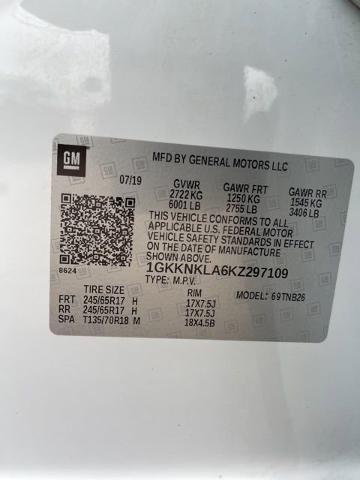 GM
MFD BY GENERAL MOTORS LLC
07/19 GVWR GAWR FRT GAWR RR
2722 KG 1250 KG 1545 KG
6001 LB 2755 LB 3406 LB
THIS VEHICLE CONFORMS TO ALL
APPLICABLE U.S. FEDERAL MOTOR
VEHICLE SAFETY STANDARDS IN
EFFECT ON THE DATE OF MANUFACTURE
SHOWN ABOVE.
8624
1GKKNKLA6KZ297109
TYPE: M.P.V. MODEL: 69TNB26
TIRE SIZE RIM
FRT 245/65R17 H 17X7.5J
RR 245/65R17 H 17X7.5J
SPA T135/70R18 M 18X4.5B